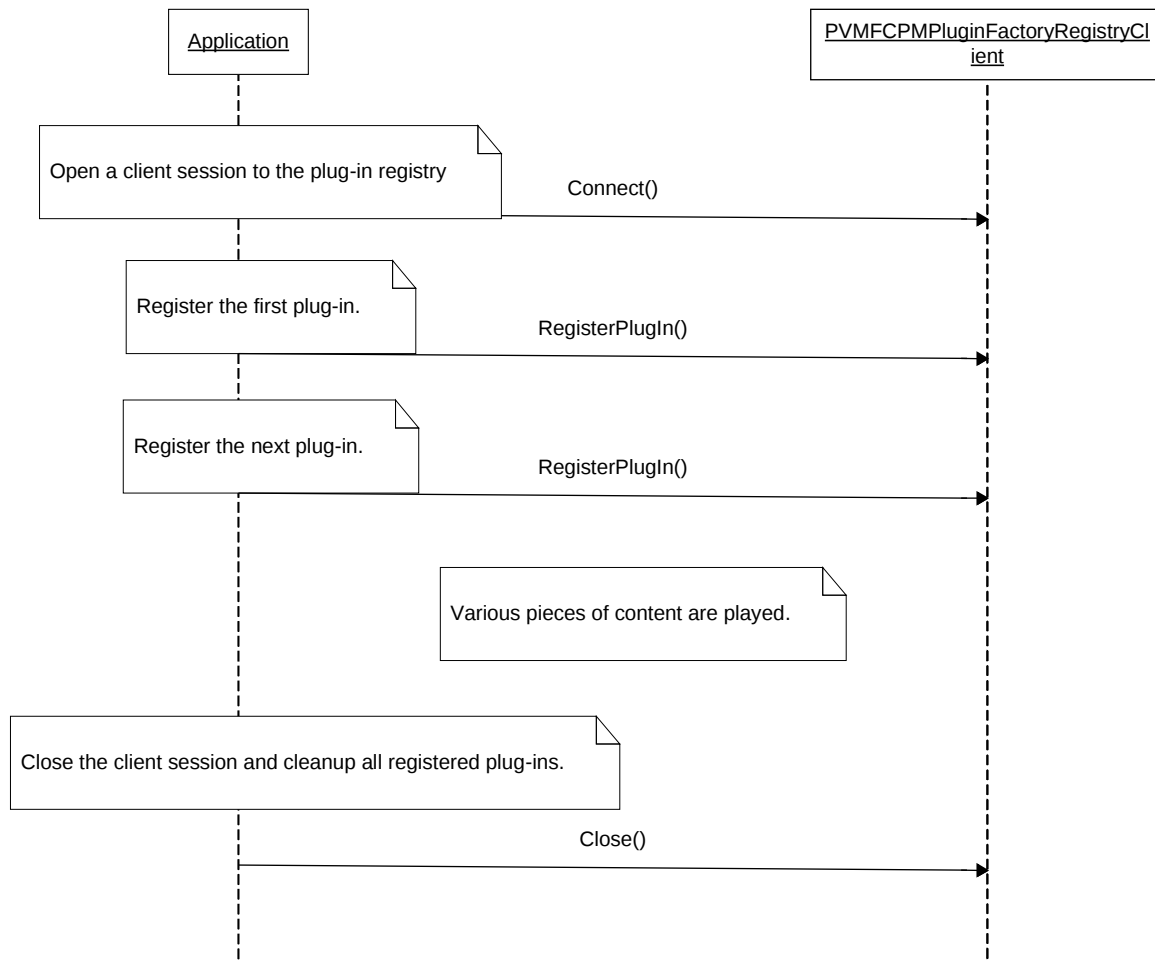 Application
PVMFCPMPluginFactoryRegistryCl
ient
Open a client session to the plug-in registry
Connect()
Register the first plug-in.
RegisterPlugIn()
Register the next plug-in.
RegisterPlugIn()
Various pieces of content are played.
Close the client session and cleanup all registered plug-ins.
Close()